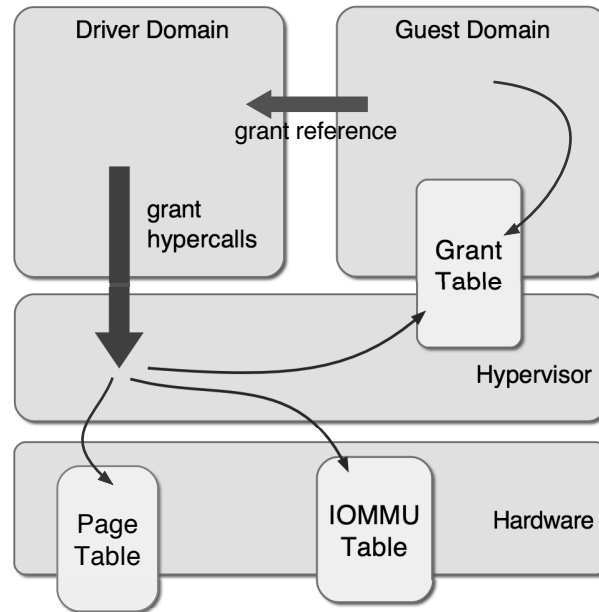 Driver Domain
Guest Domain
grant reference
grant
hypercalls
Grant
Table
Hypervisor
Page
Table
IOMMU
Table
Hardware